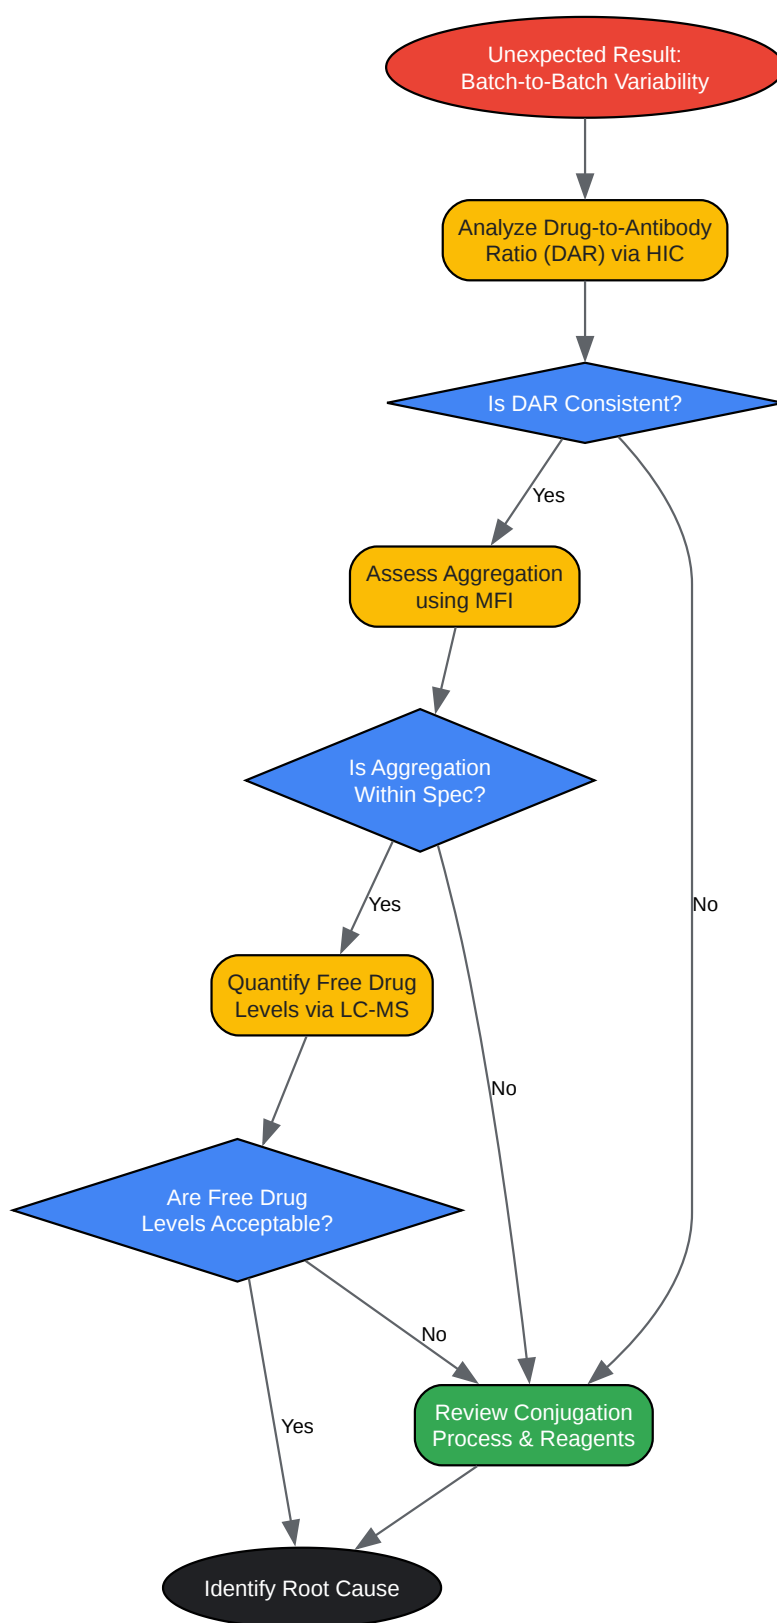 Unexpected Result:
Batch-to-Batch Variability
Analyze Drug-to-Antibody
Ratio (DAR) via HIC
Is DAR Consistent?
Yes
Assess Aggregation
using MFI
Is Aggregation
Within Spec?
Yes
No
Quantify Free Drug
Levels via LC-MS
No
Are Free Drug
Levels Acceptable?
No
Review Conjugation
Process & Reagents
Yes
Identify Root Cause